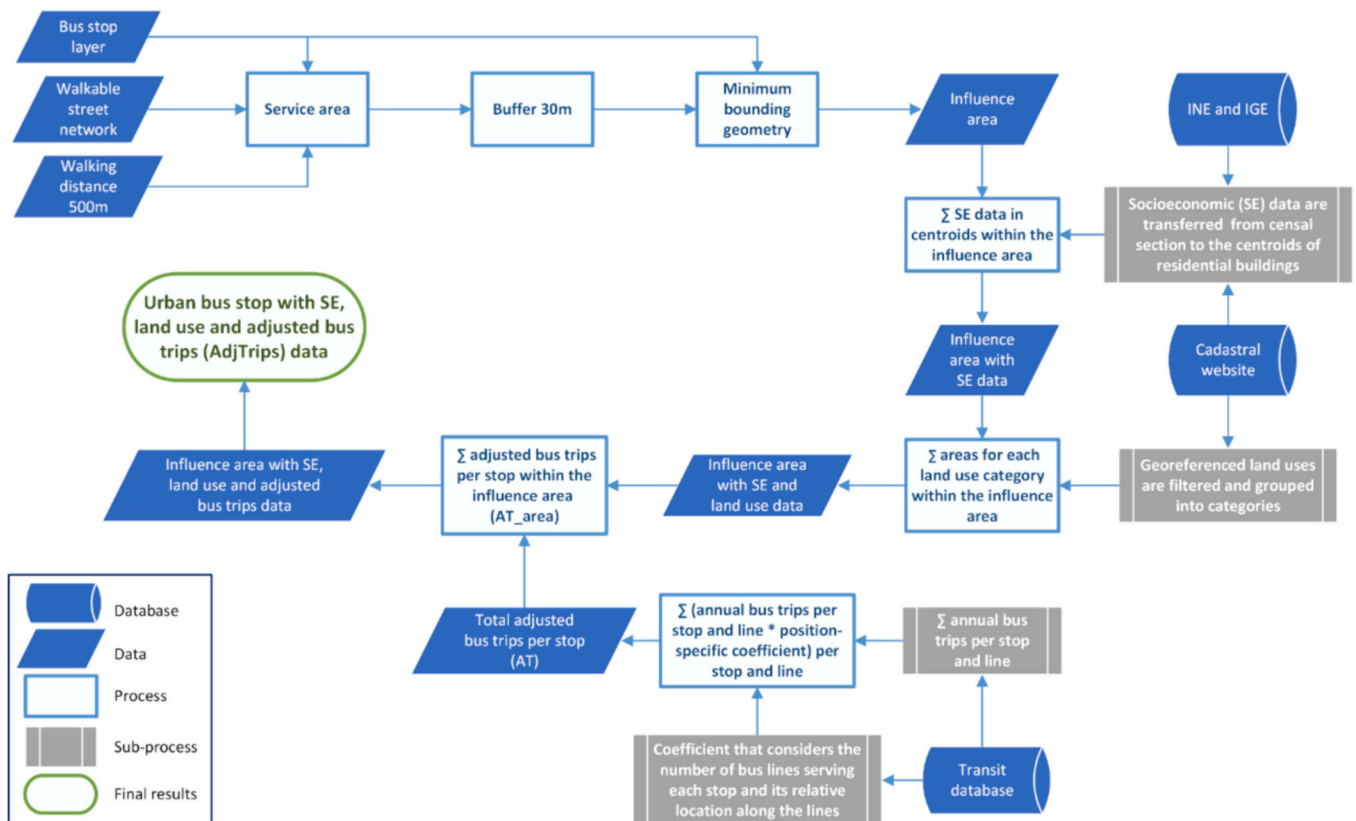 Bus stop
layer
Walkable
street
network
Walking
distance
500m
Service area
Buffer 30m
Minimum
bounding
geometry
Influence
area
INE and IGE
∑ SE data in
centroids within the
influence area
Socioeconomic (SE) data are
transferred from censal
section to the centroids of
residential buildings
Urban bus stop with SE,
land use and adjusted bus
trips (AdjTrips) data
Influence
area with
SE data
Cadastral
website
Influence area with SE,
land use and adjusted
bus trips data
∑ adjusted bus trips
per stop within the
influence area
(AT_area)
Influence area
with SE and
land use data
∑ areas for each
land use category
within the influence
area
Georeferenced land uses
are filtered and grouped
into categories
Total adjusted
bus trips per stop
(AT)
∑ (annual bus trips per
stop and line * position-
specific coefficient) per
stop and line
∑ annual bus
trips per stop
and line
Coefficient that considers the
number of bus lines serving
each stop and its relative
location along the lines
Transit
database
Database
Data
Process
Sub-process
Final results